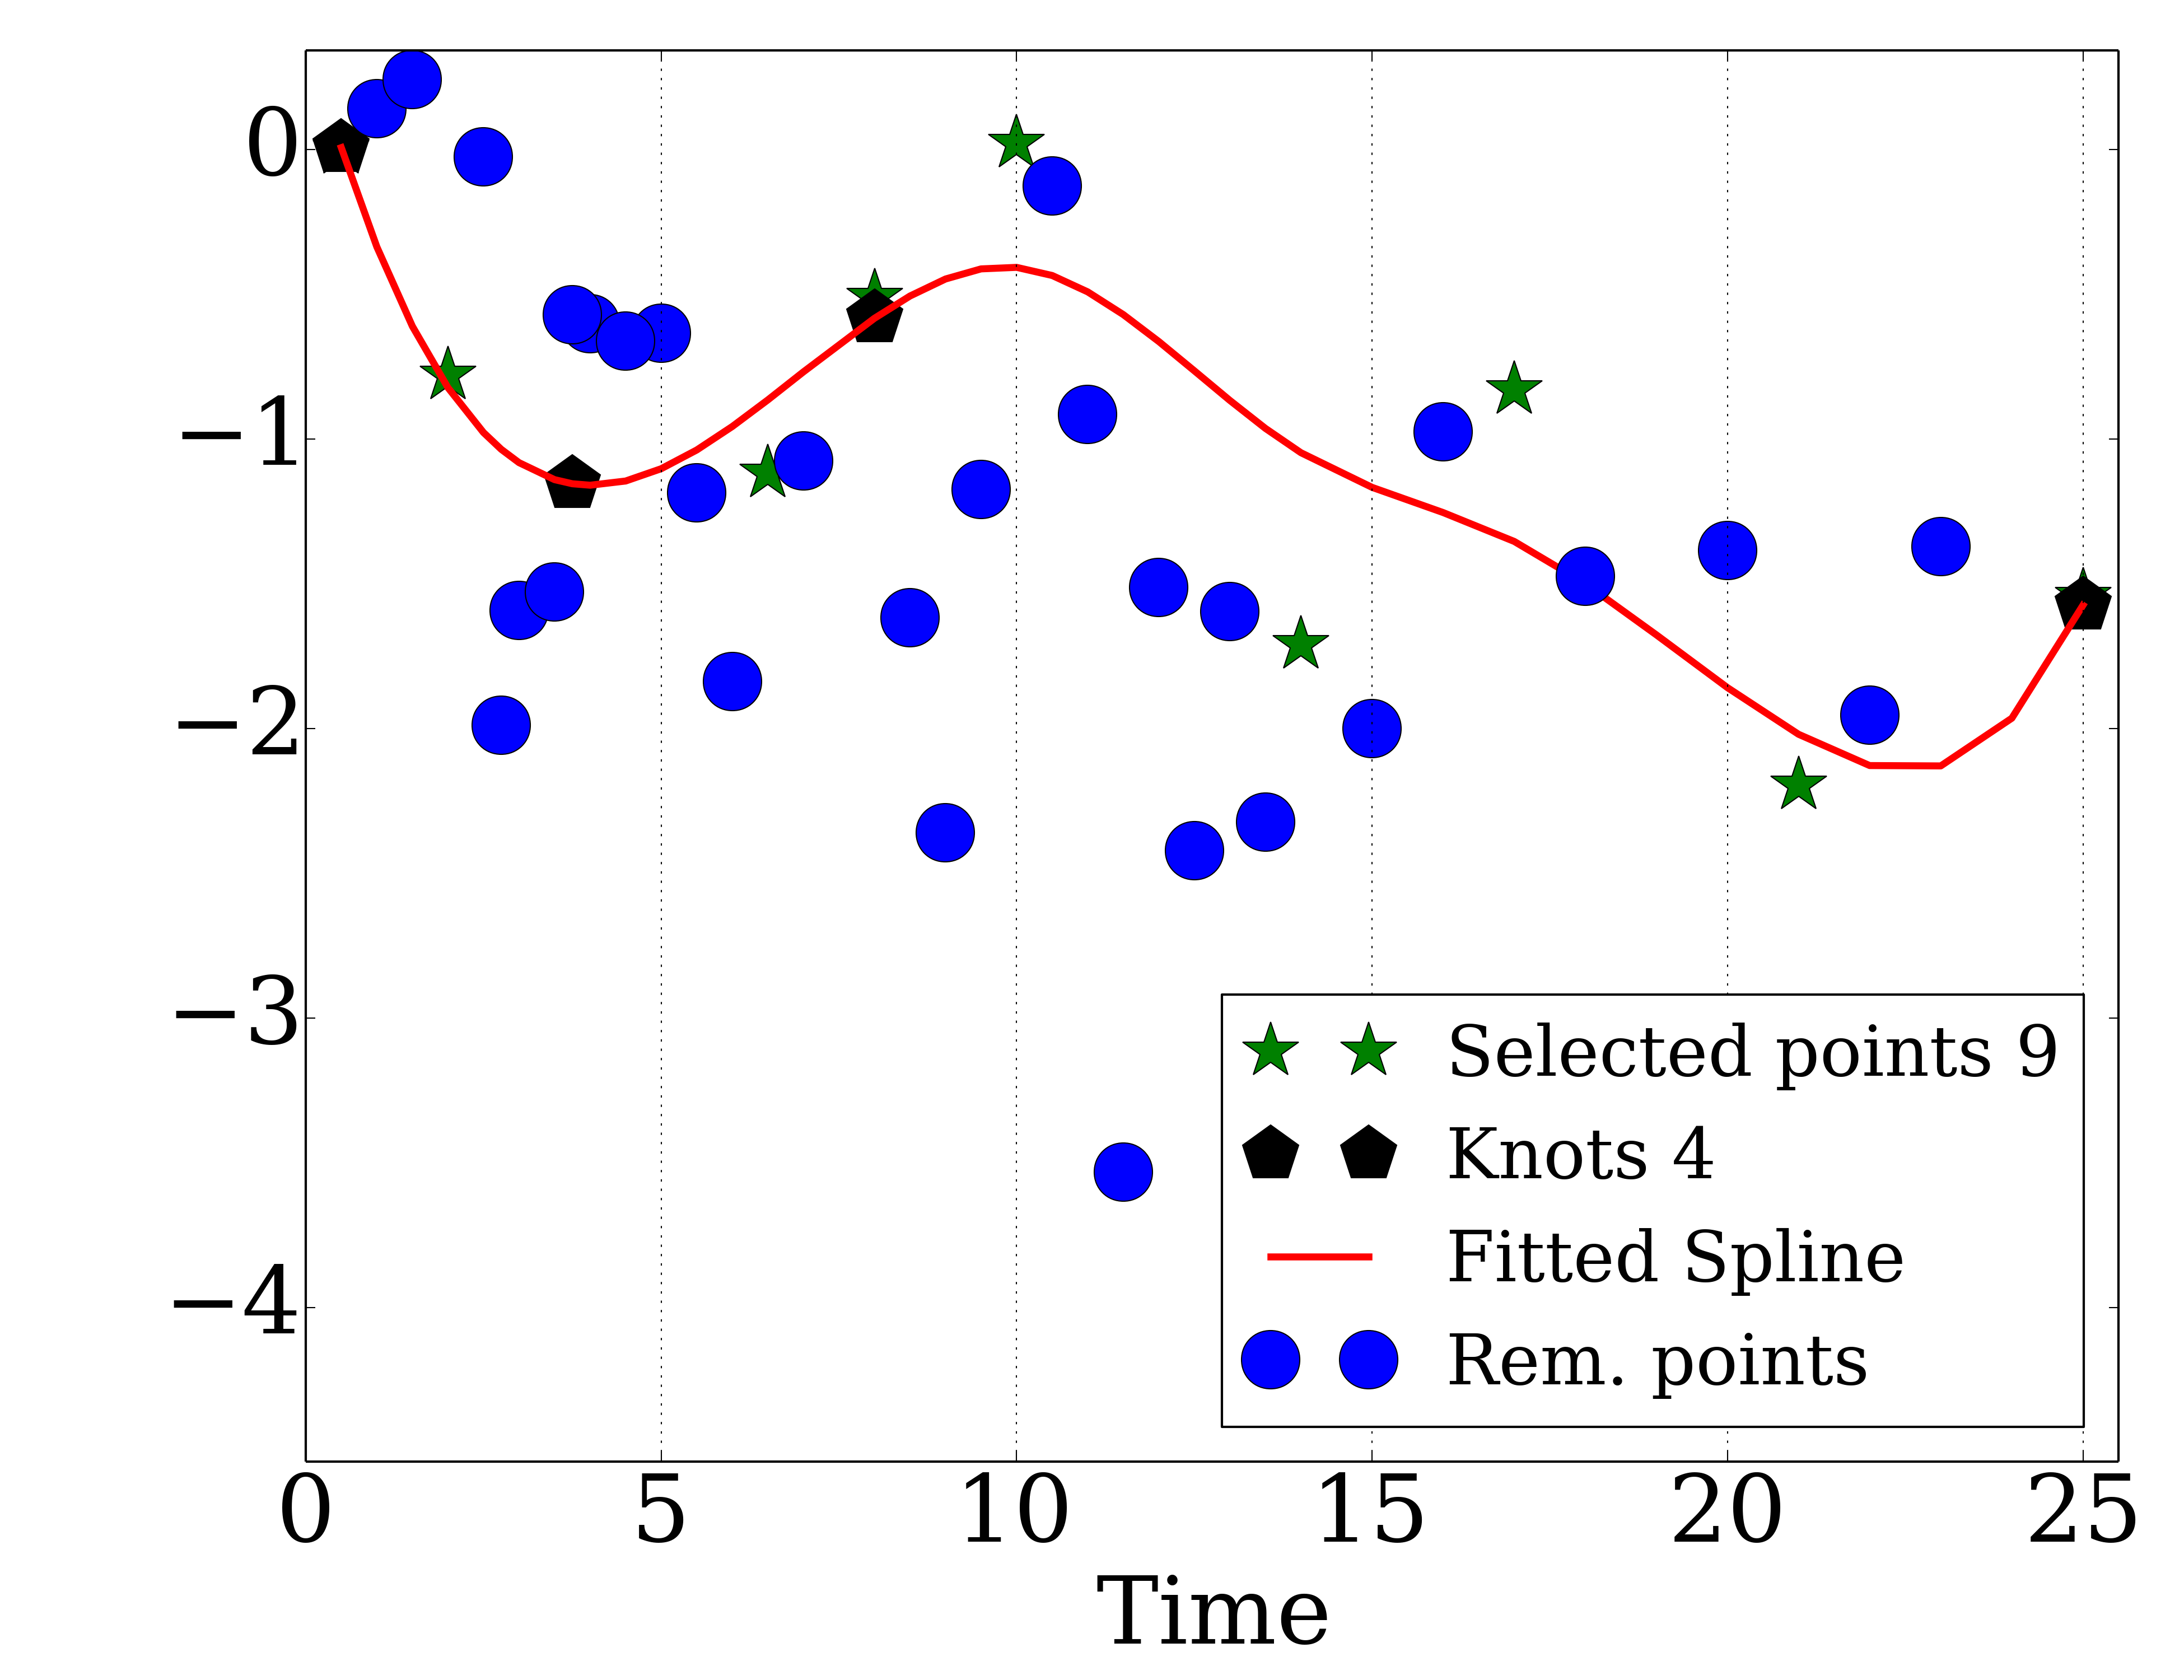 0
−1
−2
−3
−4
Selected points 9
Knots 4
Fitted Spline
Rem. points
0 5 10 15 20 25
Time